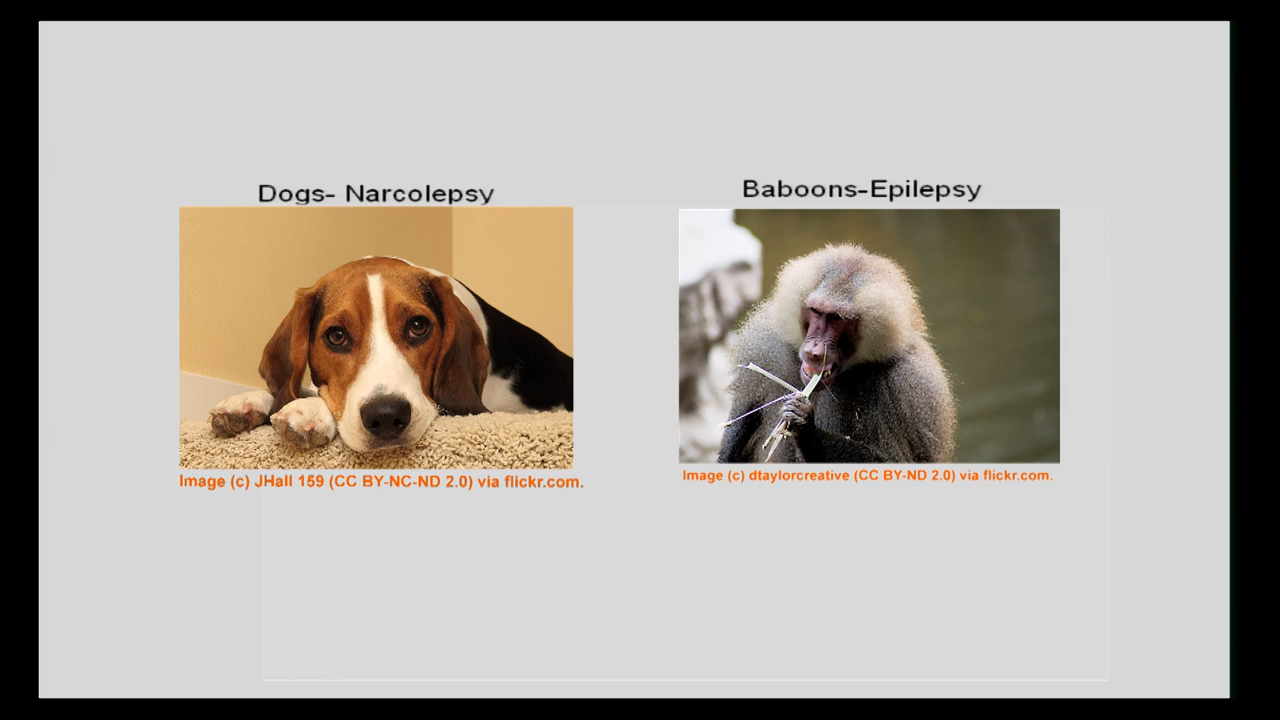 Dogs- Narcolepsy
Baboons-Epilepsy
Image (c) JHall 159 (CC BY-NC-ND 2.0) via flickr.com.
Image (c) dtaylorcreative (CC BY-ND 2.0) via flickr.com.